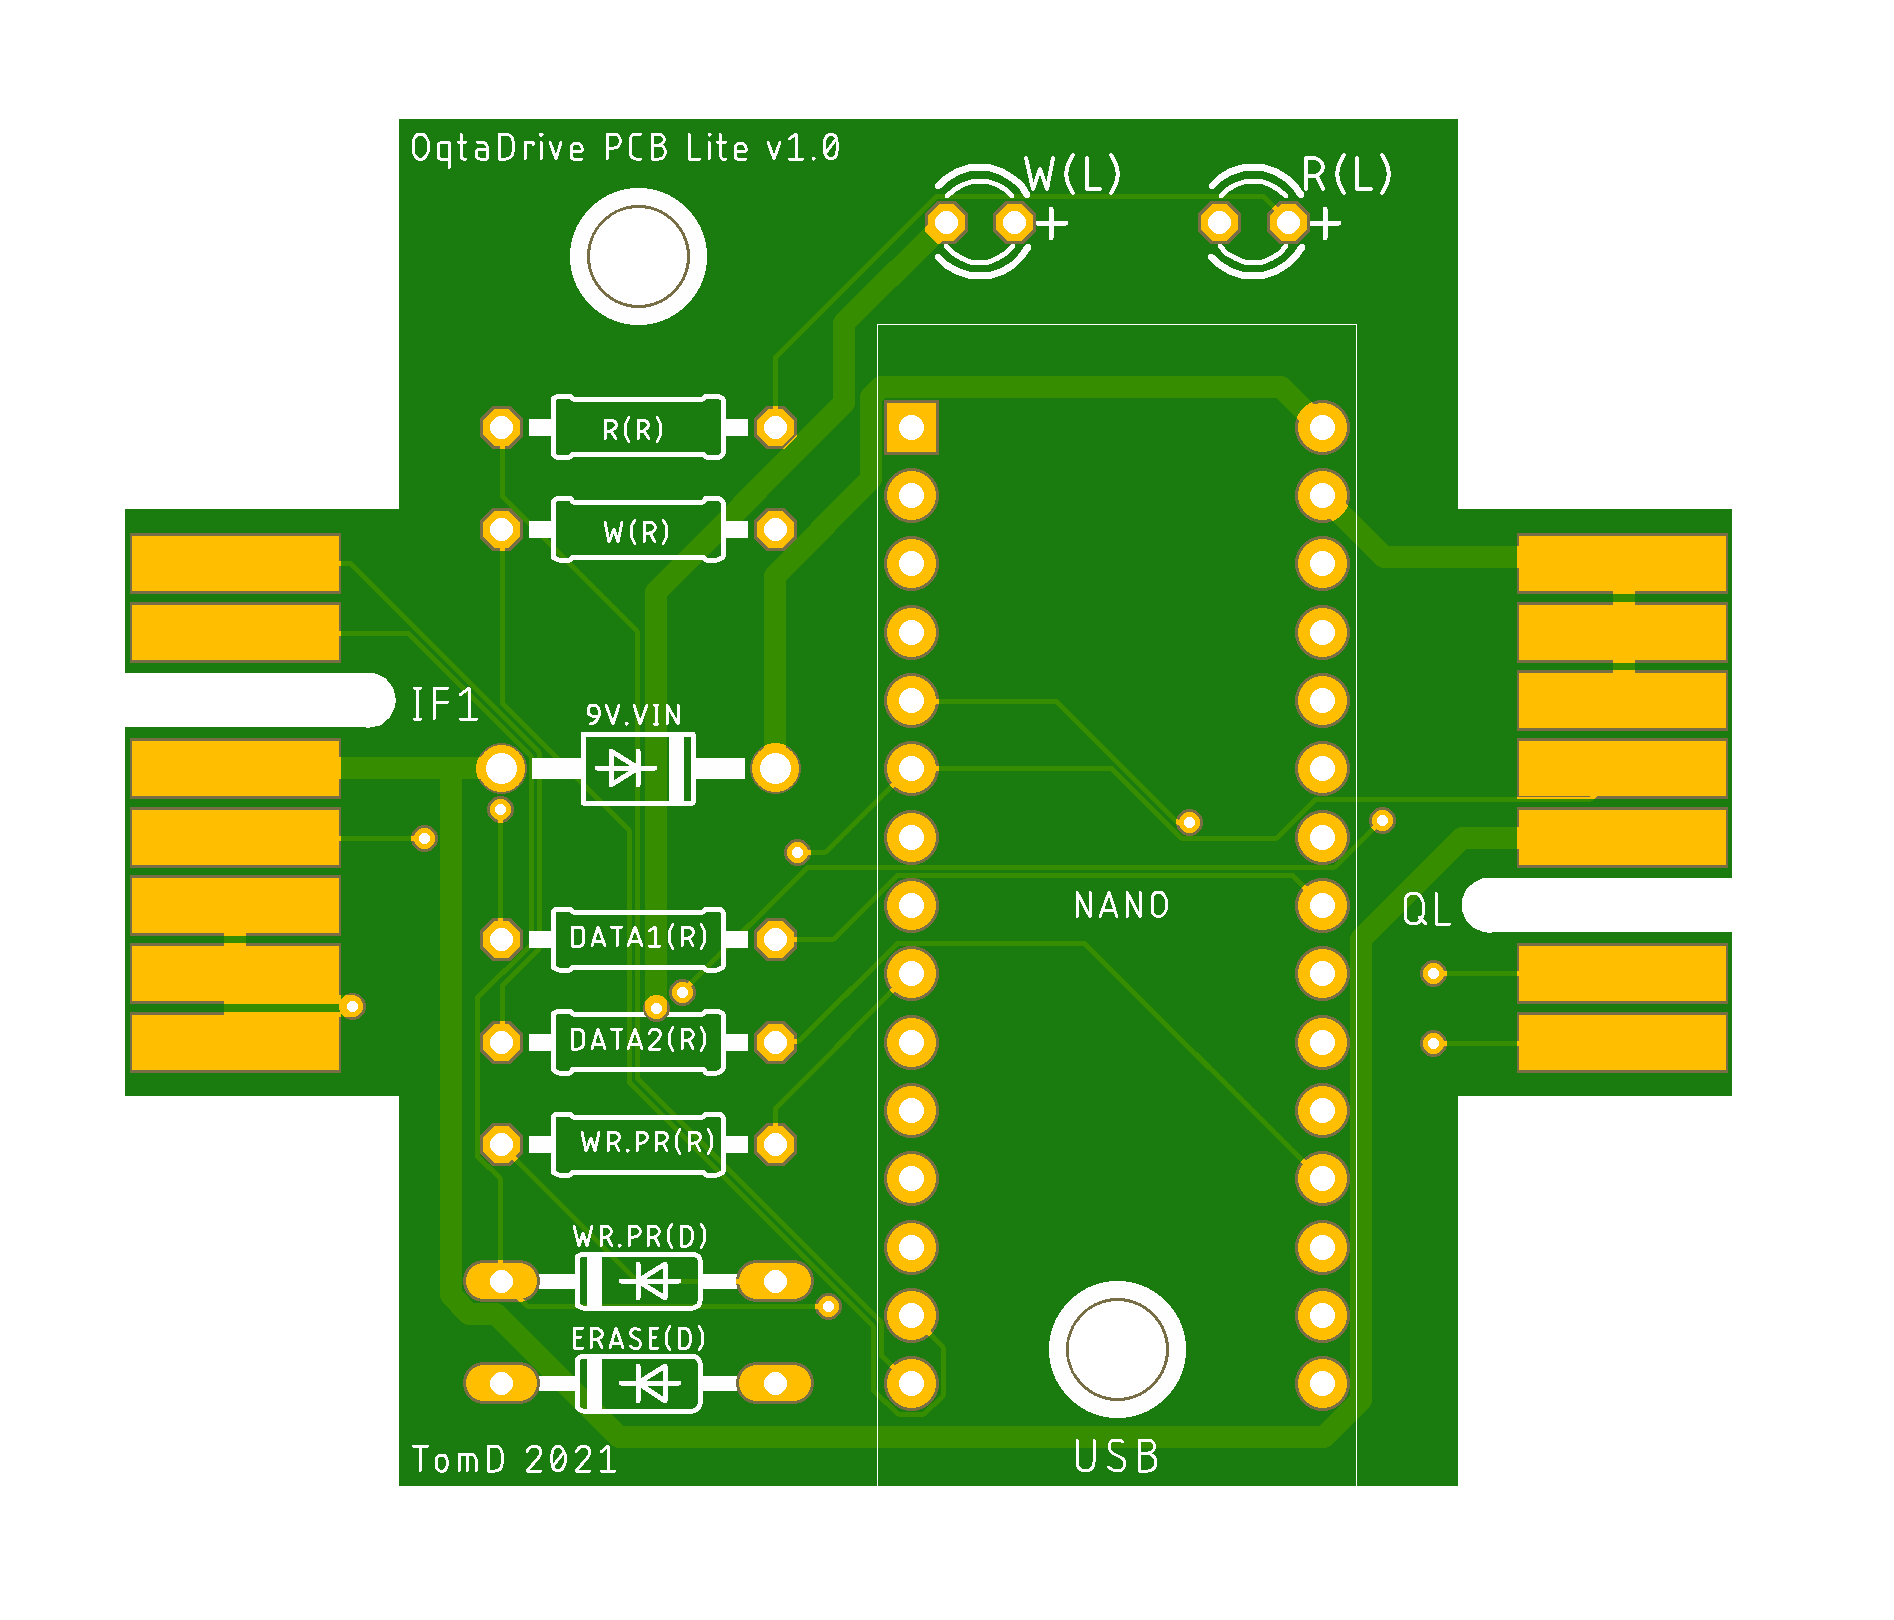 OqtaDrive PCB Lite v1.0
W(L)
R(L)
+
+
R(R)
W(R)
IF1
9V.VIN
NANO
QL
DATA1(R)
DATA2(R)
WR.PR(R)
WR.PR(D)
ERASE(D)
TomD 2021
USB